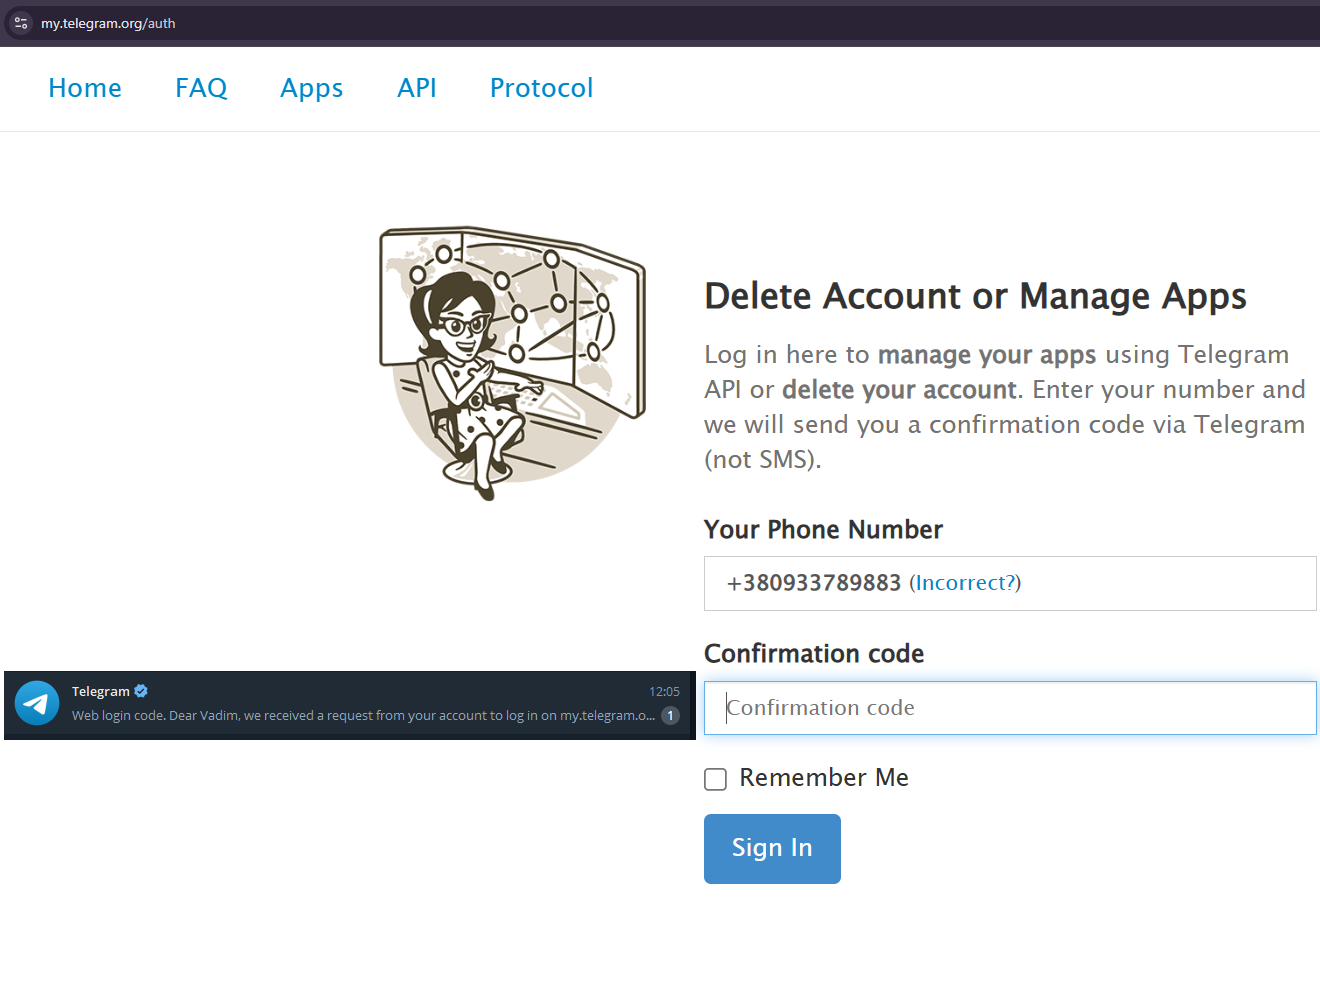 my.telegram.org/auth
Home FAQ Apps API Protocol
Delete Account or Manage Apps
Log in here to manage your apps using Telegram
API or delete your account. Enter your number and
we will send you a confirmation code via Telegram
(not SMS).
Your Phone Number
+380933789883 (Incorrect?)
Confirmation code
Confirmation code
Telegram 12:05
Web login code. Dear Vadim, we received a request from your account to log in on my.telegram.o... 1
Remember Me
Sign In